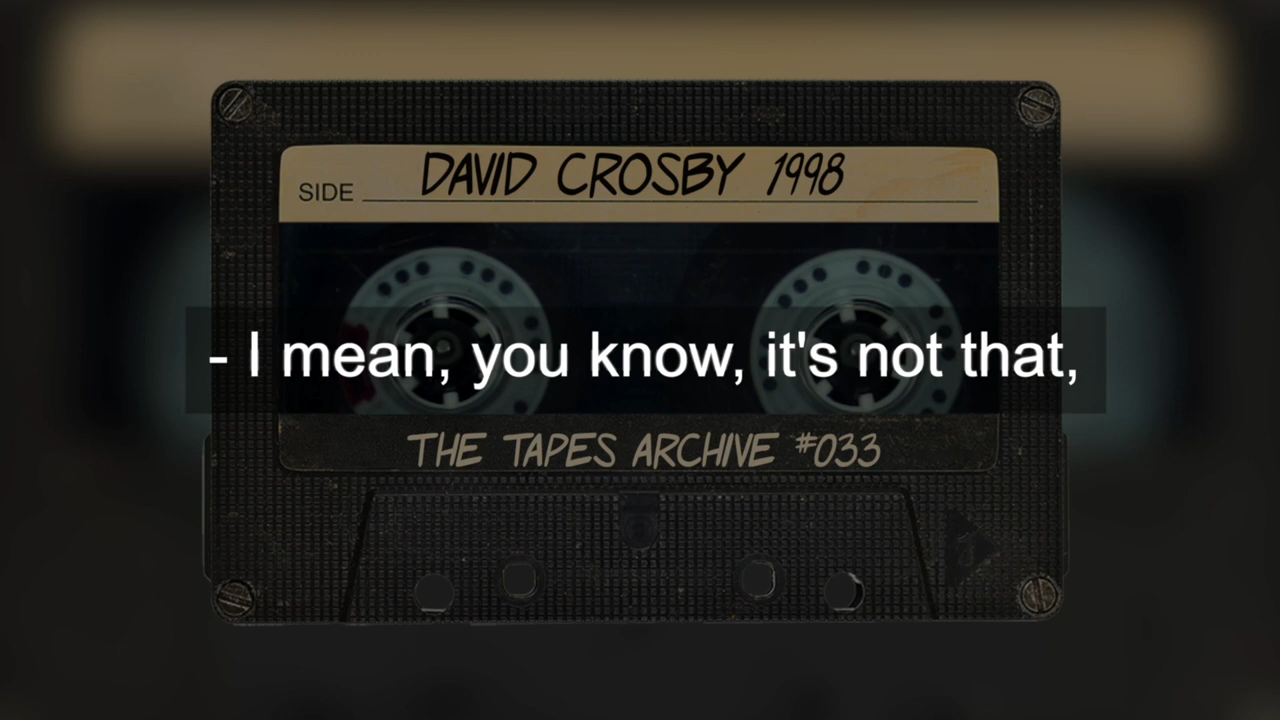 DAVID CROSBY 1998
SIDE
- I mean, you know, it's not that,
THE TAPES ARCHIVE #033